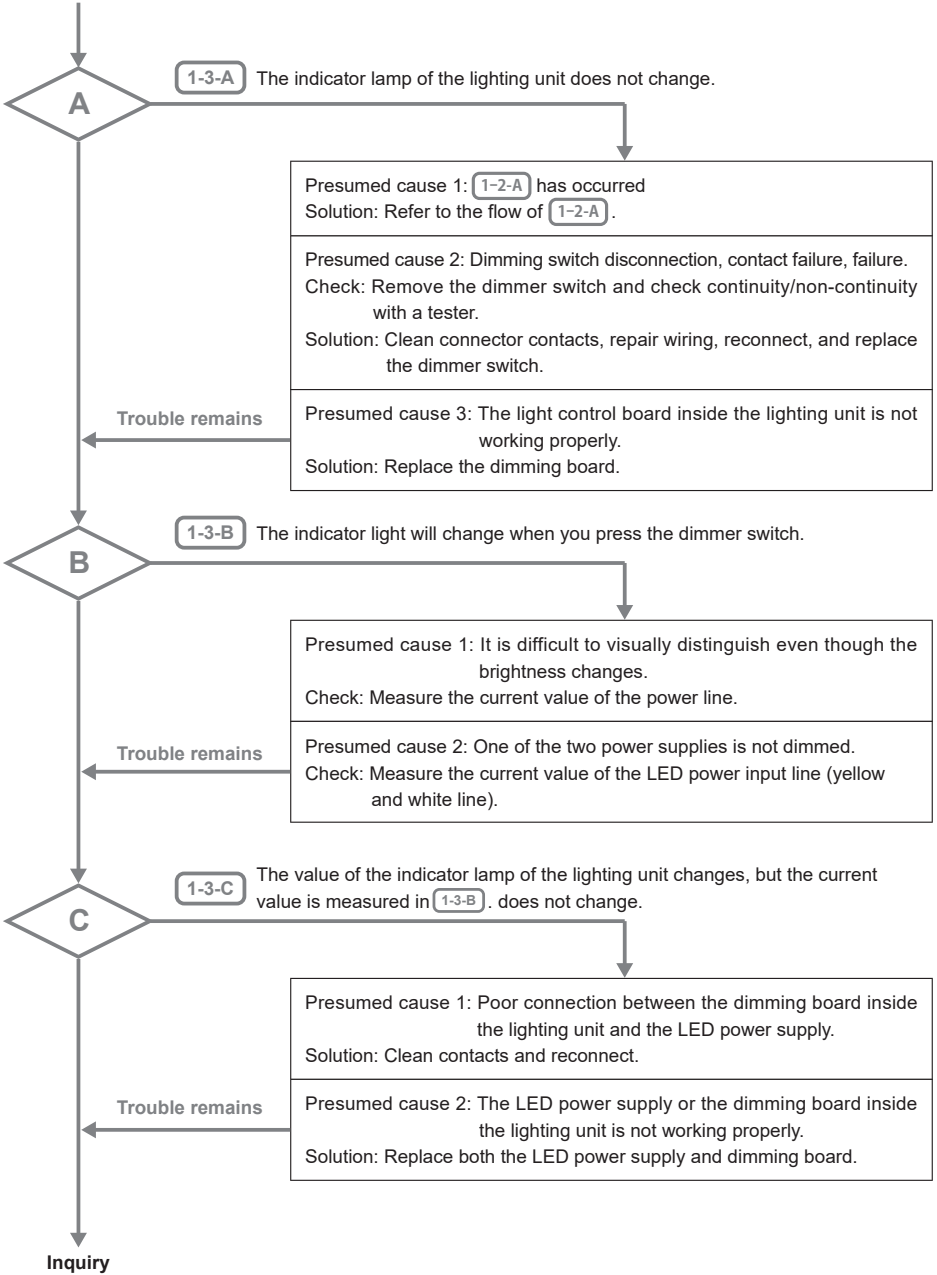 A
1-3-A The indicator lamp of the lighting unit does not change.
Presumed cause 1: 1-2-A has occurred
Solution: Refer to the flow of 1-2-A .
Presumed cause 2: Dimming switch disconnection, contact failure, failure.
Check: Remove the dimmer switch and check continuity/non-continuity
with a tester.
Solution: Clean connector contacts, repair wiring, reconnect, and replace
the dimmer switch.
Trouble remains
Presumed cause 3: The light control board inside the lighting unit is not
working properly.
Solution: Replace the dimming board.
B
1-3-B The indicator light will change when you press the dimmer switch.
Presumed cause 1: It is difficult to visually distinguish even though the
brightness changes.
Check: Measure the current value of the power line.
Trouble remains
Presumed cause 2: One of the two power supplies is not dimmed.
Check: Measure the current value of the LED power input line (yellow
and white line).
C
1-3-C The value of the indicator lamp of the lighting unit changes, but the current
value is measured in 1-3-B . does not change.
Presumed cause 1: Poor connection between the dimming board inside
the lighting unit and the LED power supply.
Solution: Clean contacts and reconnect.
Trouble remains
Presumed cause 2: The LED power supply or the dimming board inside
the lighting unit is not working properly.
Solution: Replace both the LED power supply and dimming board.
Inquiry